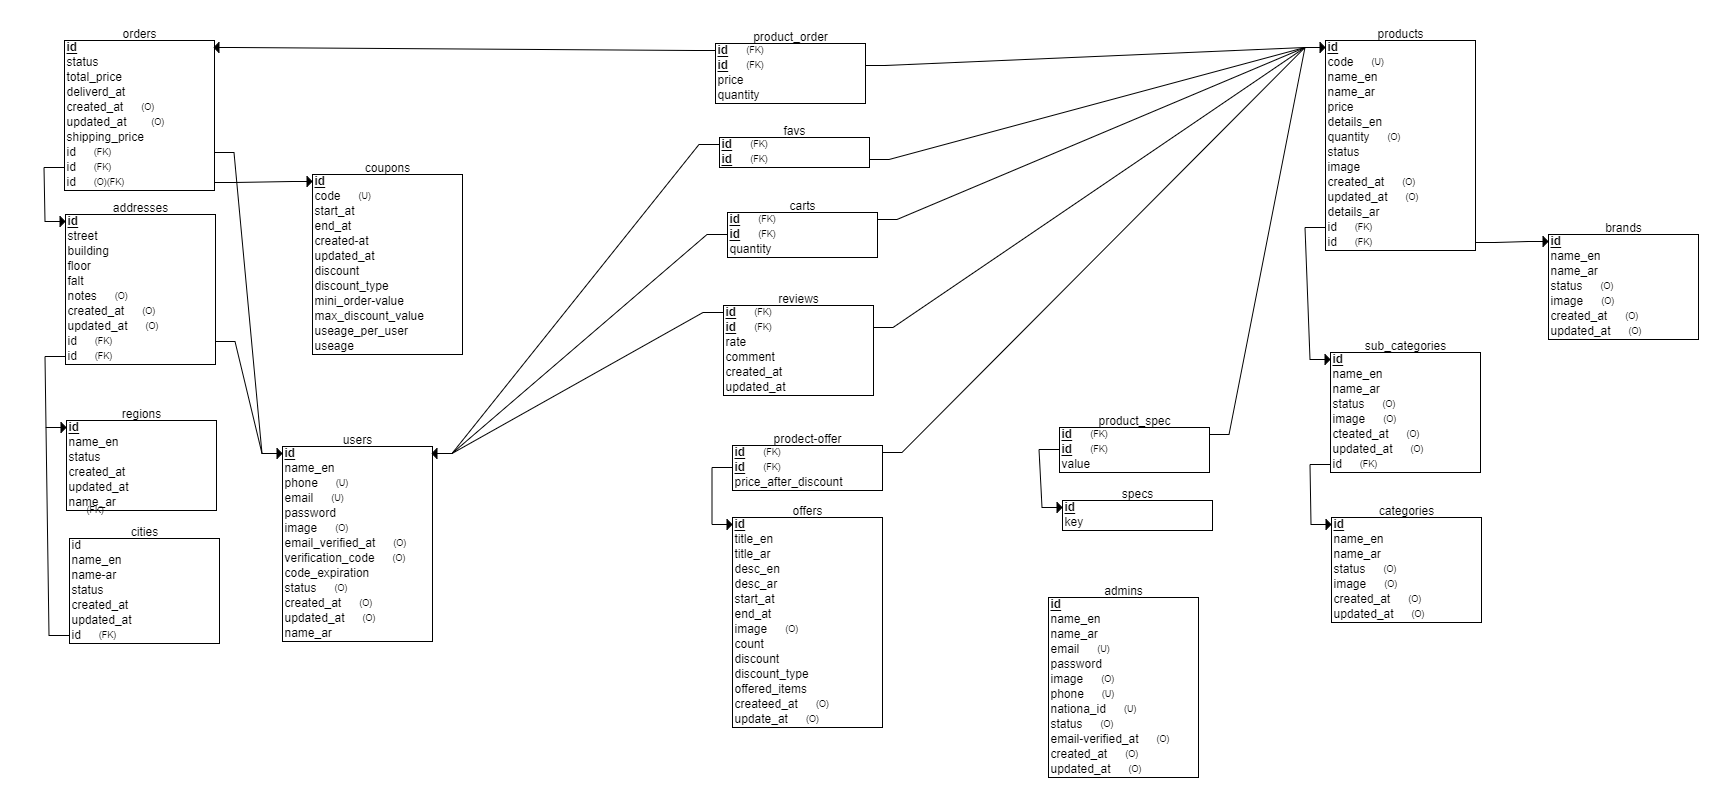 orders
id
status
total_price
deliverd_at
created_at (O)
updated_at (O)
shipping_price
id (FK)
id (FK)
id (O)(FK)
addresses
id
street
building
floor
falt
notes (O)
created_at (O)
updated_at (O)
id (FK)
id (FK)
regions
id
name_en
status
created_at
updated_at
name_ar
(FK)
cities
id
name_en
name-ar
status
created_at
updated_at
id (FK)
coupons
id
code (U)
start_at
end_at
created-at
updated_at
discount
discount_type
mini_order-value
max_discount_value
useage_per_user
useage
users
id
name_en
phone (U)
email (U)
password
image (O)
email_verified_at (O)
verification_code (O)
code_expiration
status (O)
created_at (O)
updated_at (O)
name_ar
product_order
id (FK)
id (FK)
price
quantity
favs
id (FK)
id (FK)
carts
id (FK)
id (FK)
quantity
reviews
id (FK)
id (FK)
rate
comment
created_at
updated_at
prodect-offer
id (FK)
id (FK)
price_after_discount
offers
id
title_en
title_ar
desc_en
desc_ar
start_at
end_at
image (O)
count
discount
discount_type
offered_items
createed_at (O)
update_at (O)
product_spec
id (FK)
id (FK)
value
specs
id
key
admins
id
name_en
name_ar
email (U)
password
image (O)
phone (U)
nationa_id (U)
status (O)
email-verified_at (O)
created_at (O)
updated_at (O)
products
id
code (U)
name_en
name_ar
price
details_en
quantity (O)
status
image
created_at (O)
updated_at (O)
details_ar
id (FK)
id (FK)
brands
id
name_en
name_ar
status (O)
image (O)
created_at (O)
updated_at (O)
sub_categories
id
name_en
name_ar
status (O)
image (O)
cteated_at (O)
updated_at (O)
id (FK)
categories
id
name_en
name_ar
status (O)
image (O)
created_at (O)
updated_at (O)